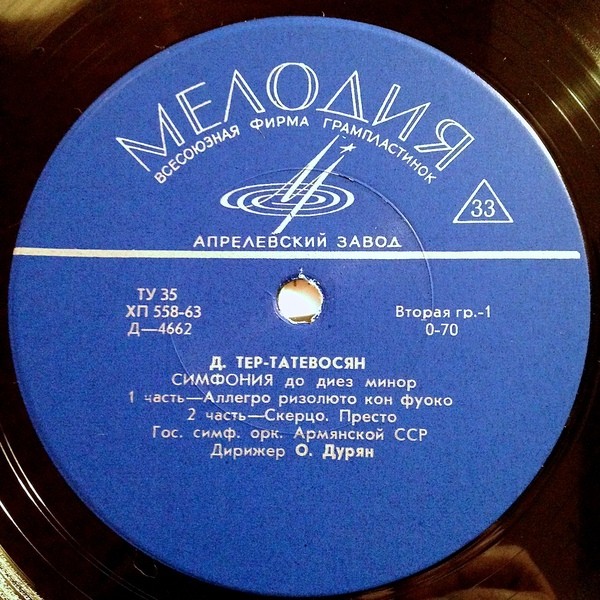 МЕЛОДИЯ
ВСЕСОЮЗНАЯ ФИРМА ГРАМПЛАСТИНОК
33
АПРЕЛЕВСКИЙ ЗАВОД
ТУ 35
ХП 558-63
Д—4662
Вторая гр.-1
0-70
Д. ТЕР-ТАТЕВОСЯН
СИМФОНИЯ до диез минор
1 часть—Аллегро ризолюто кон фуоко
2 часть—Скерцо. Престо
Гос. симф. орк. Армянской ССР
Дирижер О. Дурян